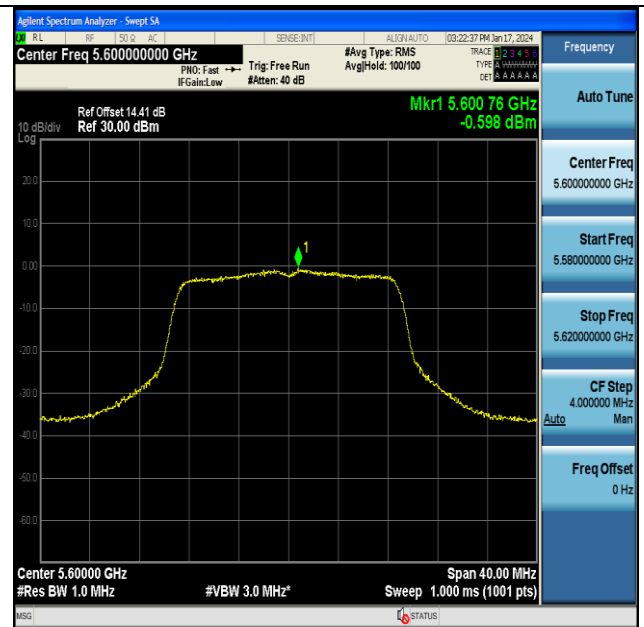 Agilent Spectrum Analyzer - Swept SA
LXI RL RF 50 Ω AC SENSE:INT ALIGN AUTO 03:22:37 PM Jan 17, 2024
Center Freq 5.600000000 GHz
#Avg Type: RMS
TRACE 1 2 3 4 5 6
PNO: Fast Trig: Free Run Avg|Hold: 100/100
TYPE A
IFGain:Low #Atten: 40 dB
DET A A A A A A
Frequency
Auto Tune
Center Freq
5.600000000 GHz
Start Freq
5.580000000 GHz
Stop Freq
5.620000000 GHz
CF Step
4.000000 MHz
Auto Man
Freq Offset
0 Hz
Mkr1 5.600 76 GHz
-0.598 dBm
Ref Offset 14.41 dB
10 dB/div Ref 30.00 dBm
Log
20.0
10.0
0.00
-10.0
-20.0
-30.0
-40.0
-50.0
-60.0
1
Center 5.60000 GHz Span 40.00 MHz
#Res BW 1.0 MHz #VBW 3.0 MHz* Sweep 1.000 ms (1001 pts)
MSG STATUS